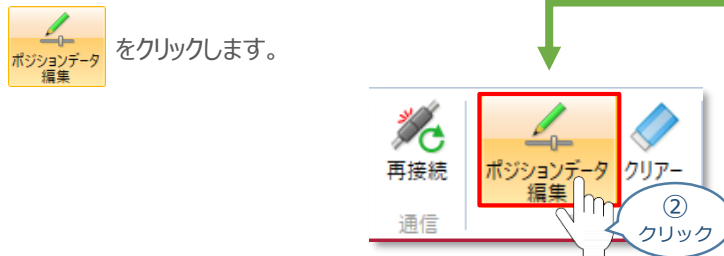 ポジションデータ
編集
をクリックします。
再接続
ポジションデータ
編集
クリアー
通信
②
クリック